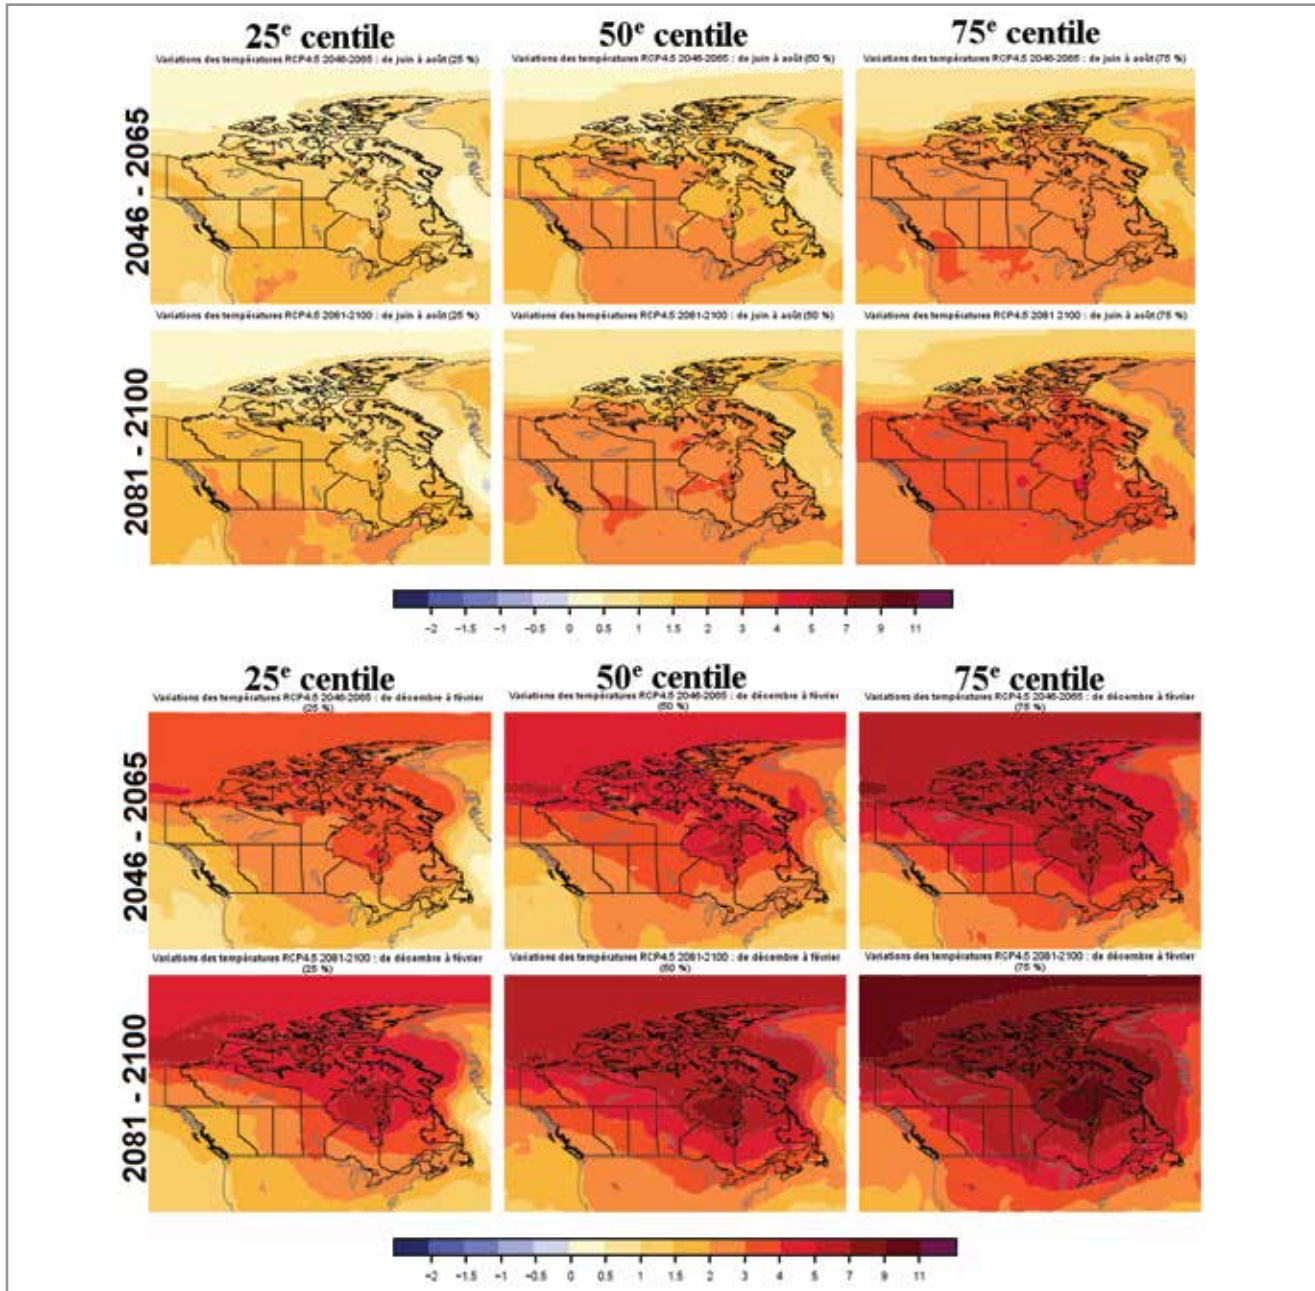 25e centile 50e centile 75e centile
Variations des températures RCP4.5 2046-2065 : de juin à août (25 %) Variations des températures RCP4.5 2046-2065 : de juin à août (50 %) Variations des températures RCP4.5 2046-2065 : de juin à août (75 %)
2046 - 2065
Variations des températures RCP4.5 2081-2100 : de juin à août (25 %) Variations des températures RCP4.5 2081-2100 : de juin à août (50 %) Variations des températures RCP4.5 2081 2100 : de juin à août (75 %)
2081 - 2100
-2 -1.5 -1 -0.5 0 0.5 1 1.5 2 3 4 5 7 9 11
25e centile 50e centile 75e centile
Variations des températures RCP4.5 2046-2065 : de décembre à février Variations des températures RCP4.5 2046-2065 : de décembre à février Variations des températures RCP4.5 2046-2065 : de décembre à février
(25 %) (50 %) (75 %)
2046 - 2065
Variations des températures RCP4.5 2081-2100 : de décembre à février Variations des températures RCP4.5 2081-2100 : de décembre à février Variations des températures RCP4.5 2081-2100 : de décembre à février
(25 %) (50 %) (75 %)
2081 - 2100
-2 -1.5 -1 -0.5 0 0.5 1 1.5 2 3 4 5 7 9 11